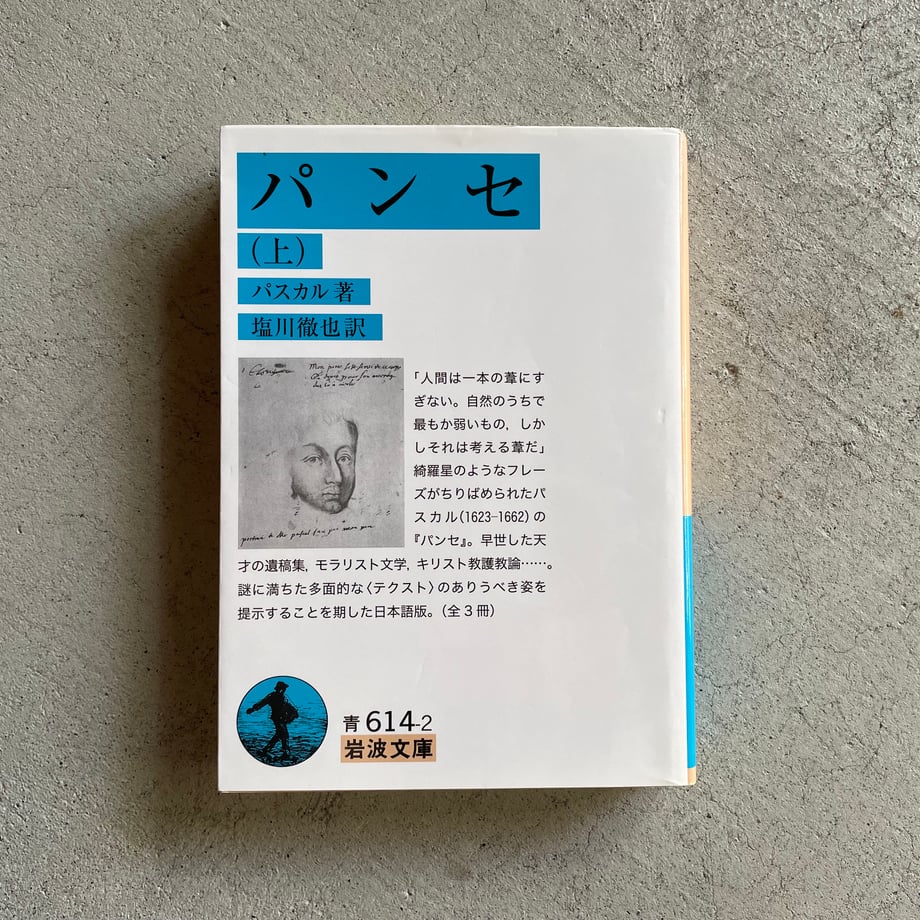 パンセ
（上）
パスカル 著
塩川徹也訳
「人間は一本の葦にす
ぎない。自然のうちで
最もか弱いもの，しか
しそれは考える葦だ」
綺羅星のようなフレー
ズがちりばめられたパ
スカル（1623–1662）の
『パンセ』。早世した天
才の遺稿集，モラリスト文学，キリスト教護教論……。
謎に満ちた多面的な〈テクスト〉のありうべき姿を
提示することを期した日本語版。（全3冊）
青 614-2
岩波文庫